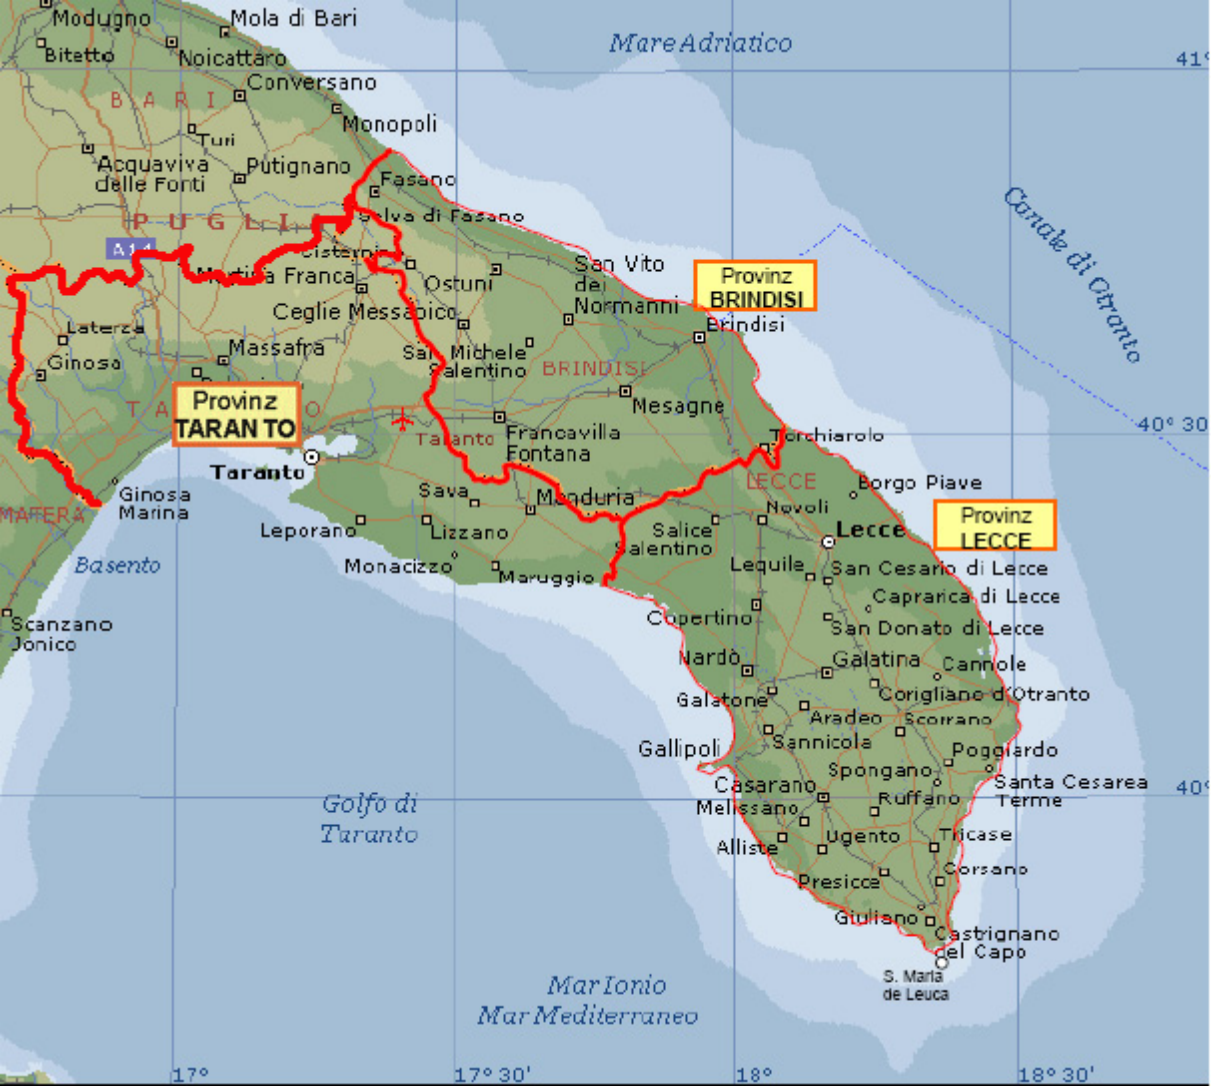 Modugno
Mola di Bari
Bitetto
Noicattaro
Mare Adriatico
41°
Conversano
BARI
Monopoli
Turi
Acquaviva
delle Fonti
Putignano
Fasano
PUGLIA
Selva di Fasano
Canale di Otranto
A14
Cisternino
Martina Franca
Ostuni
San Vito
dei
Normanni
Provinz
BRINDISI
Ceglie Messapico
Brindisi
Laterza
Massafra
San Michele
Salentino
BRINDISI
Ginosa
Mesagne
Provinz
TARANTO
Taranto
Francavilla
Fontana
40° 30'
Torchiarolo
Taranto
LECCE
Ginosa
Marina
Sava
Manduria
Borgo Piave
MATERA
Novoli
Provinz
LECCE
Leporano
Lizzano
Salice
Salentino
Lecce
Basento
Monacizzo
Maruggio
Lequile
San Cesario di Lecce
Scanzano
Jonico
Copertino
Caprarica di Lecce
San Donato di Lecce
Nardò
Galatina
Cannole
Galatone
Corigliano d'Otranto
Aradeo
Scorrano
Gallipoli
Sannicola
Poggiardo
Spongano
Santa Cesarea
Terme
Casarano
40°
Golfo di
Taranto
Melissano
Ruffano
Alliste
Ugento
Tricase
Presicce
Corsano
Giuliano
Castrignano
del Capo
S. Maria
de Leuca
Mar Ionio
Mar Mediterraneo
17°
17° 30'
18°
18° 30'